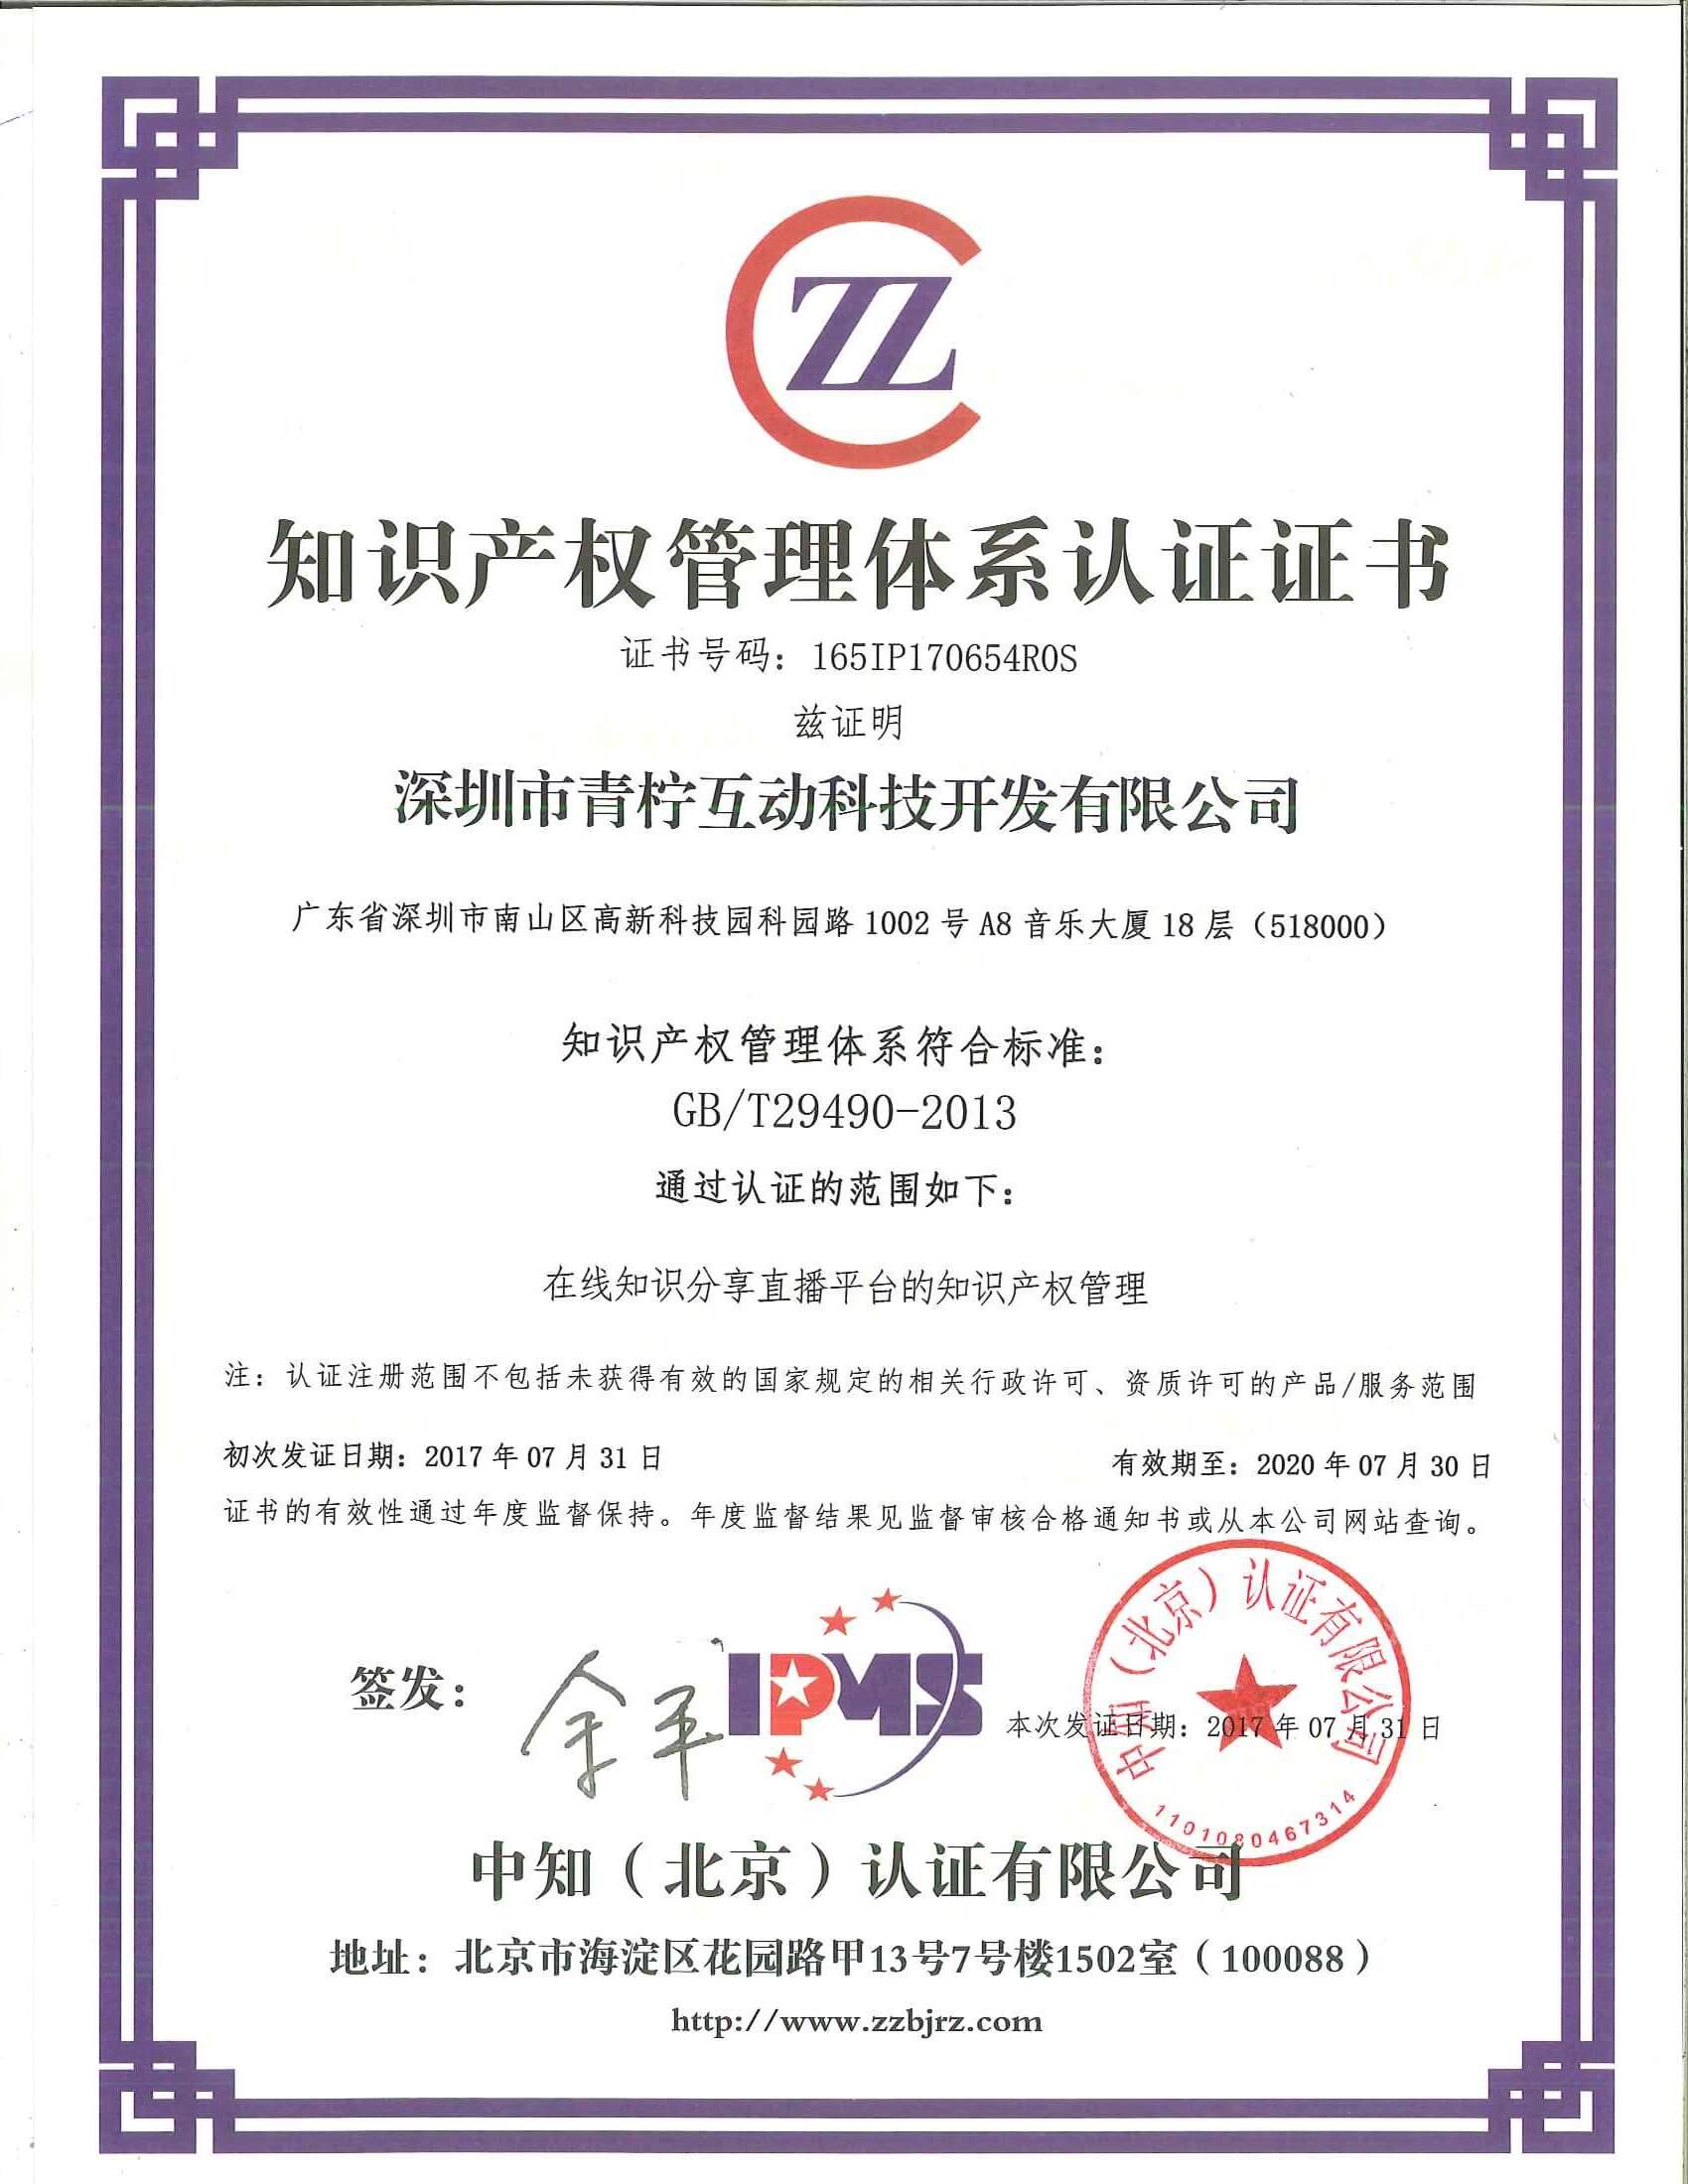 ZZ
知识产权管理体系认证证书
证书号码：165IP170654R0S
兹证明
深圳市青柠互动科技开发有限公司
广东省深圳市南山区高新科技园科园路 1002 号 A8 音乐大厦 18 层（518000）
知识产权管理体系符合标准：
GB/T29490-2013
通过认证的范围如下：
在线知识分享直播平台的知识产权管理
注：认证注册范围不包括未获得有效的国家规定的相关行政许可、资质许可的产品/服务范围
初次发证日期：2017 年 07 月 31 日
有效期至：2020 年 07 月 30 日
证书的有效性通过年度监督保持。年度监督结果见监督审核合格通知书或从本公司网站查询。
签发：
IPMS
本次发证日期：2017 年 07 月 31 日
中知（北京）认证有限公司
1101080467314
中知（北京）认证有限公司
地址：北京市海淀区花园路甲13号7号楼1502室（100088）
http://www.zzbjrz.com